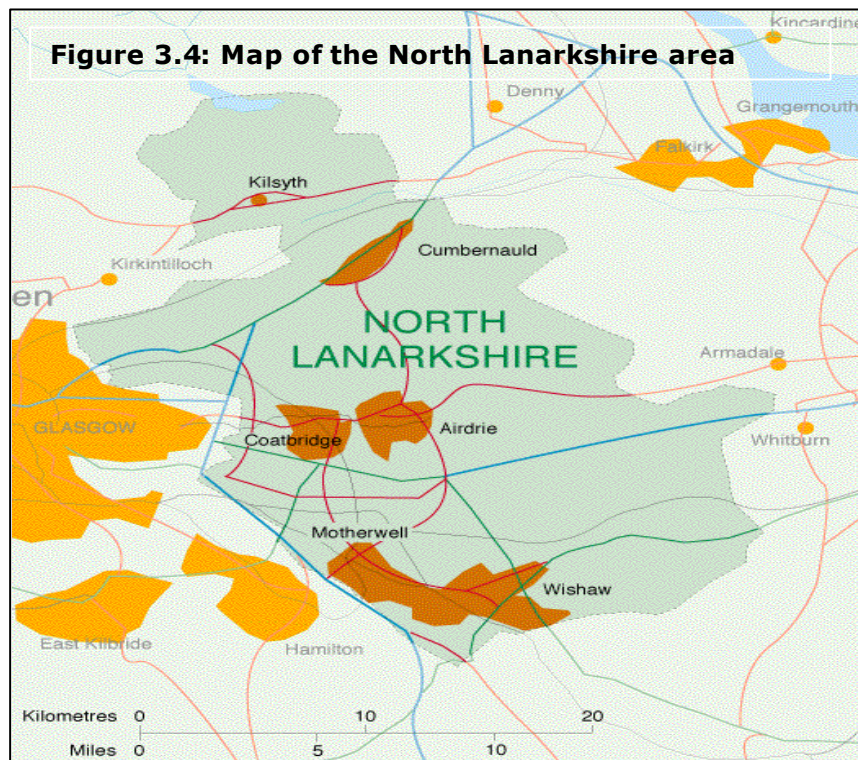 Kincardine
Figure 3.4: Map of the North Lanarkshire area
Denny
Grangemouth
Falkirk
Kilsyth
Cumbernauld
Kirkintilloch
en
NORTH
LANARKSHIRE
Armadale
GLASGOW
Coatbridge
Airdrie
Whitburn
Motherwell
Wishaw
East Kilbride
Hamilton
Kilometres 0 10 20
Miles 0 5 10